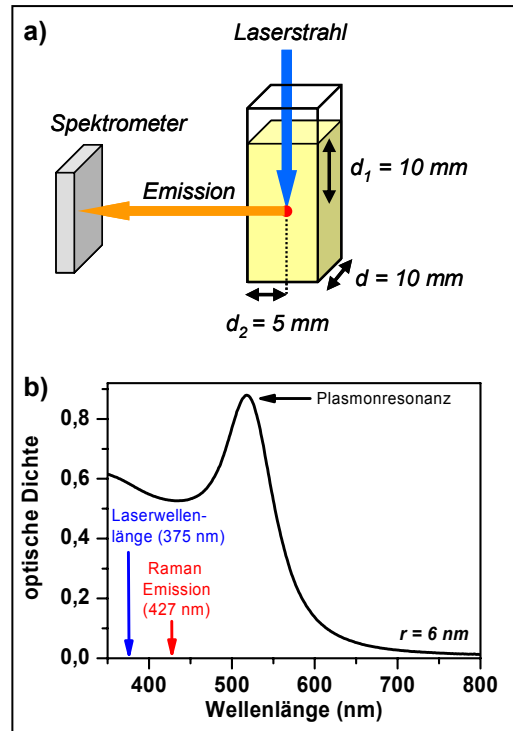 a)
Laserstrahl
Spektrometer
Emission
d1 = 10 mm
d = 10 mm
d2 = 5 mm
b)
Plasmonresonanz
0,8
0,6
0,4
0,2
0,0
optische Dichte
Laserwellen-
länge (375 nm)
Raman
Emission
(427 nm)
r = 6 nm
400 500 600 700 800
Wellenlänge (nm)